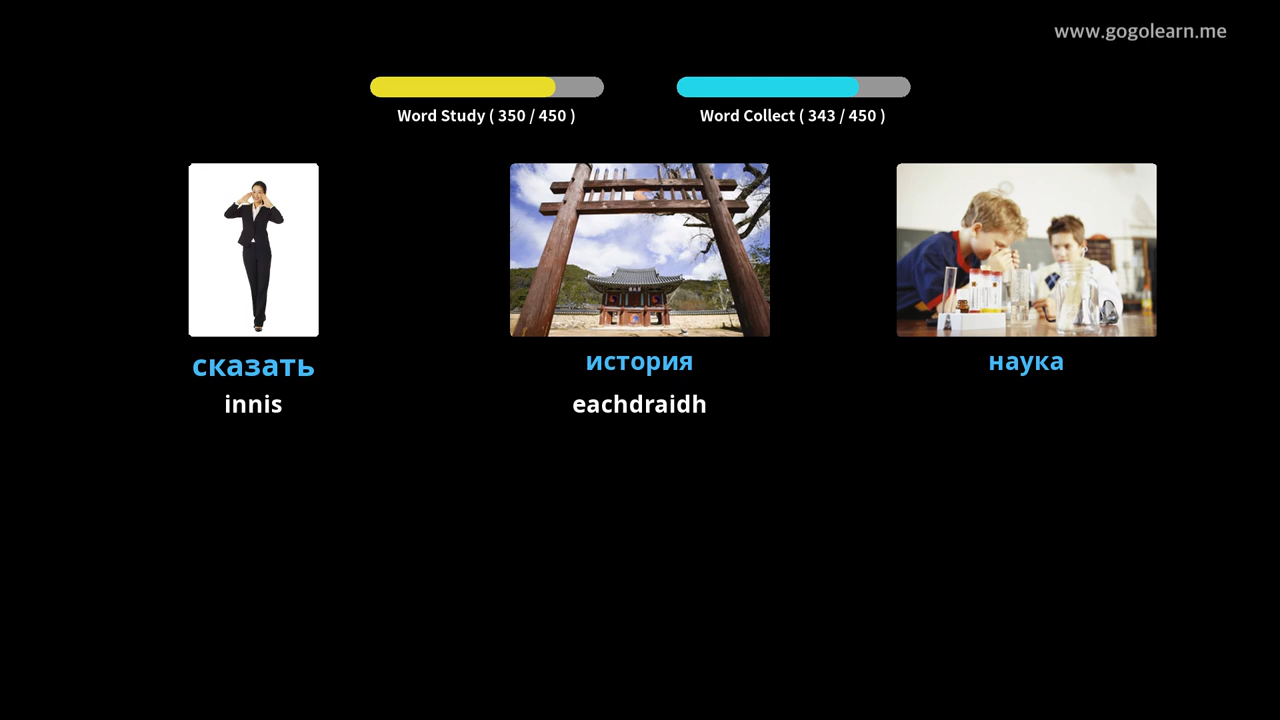 www.gogolearn.me
Word Study ( 350 / 450 )
Word Collect ( 343 / 450 )
сказать
история
наука
innis
eachdraidh